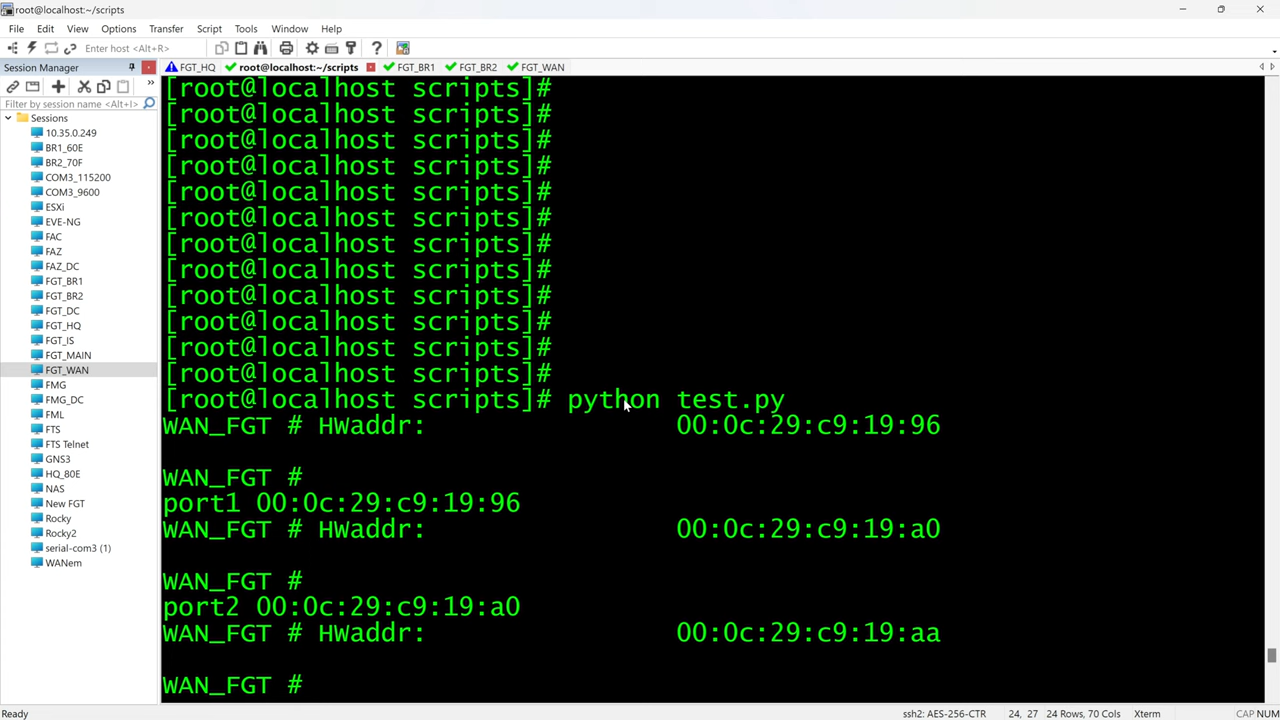 root@localhost:~/scripts
File Edit View Options Transfer Script Tools Window Help
Enter host <Alt+R>
Session Manager
FGT_HQ root@localhost:~/scripts FGT_BR1 FGT_BR2 FGT_WAN
Filter by session name <Alt+I>
Sessions
10.35.0.249
BR1_60E
BR2_70F
COM3_115200
COM3_9600
ESXi
EVE-NG
FAC
FAZ
FAZ_DC
FGT_BR1
FGT_BR2
FGT_DC
FGT_HQ
FGT_IS
FGT_MAIN
FGT_WAN
FMG
FMG_DC
FML
FTS
FTS Telnet
GNS3
HQ_80E
NAS
New FGT
Rocky
Rocky2
serial-com3 (1)
WANem
[root@localhost scripts]#
[root@localhost scripts]#
[root@localhost scripts]#
[root@localhost scripts]#
[root@localhost scripts]#
[root@localhost scripts]#
[root@localhost scripts]#
[root@localhost scripts]#
[root@localhost scripts]#
[root@localhost scripts]#
[root@localhost scripts]#
[root@localhost scripts]#
[root@localhost scripts]# python test.py
WAN_FGT # HWaddr: 00:0c:29:c9:19:96
WAN_FGT #
port1 00:0c:29:c9:19:96
WAN_FGT # HWaddr: 00:0c:29:c9:19:a0
WAN_FGT #
port2 00:0c:29:c9:19:a0
WAN_FGT # HWaddr: 00:0c:29:c9:19:aa
WAN_FGT #
Ready ssh2: AES-256-CTR 24, 27 24 Rows, 70 Cols Xterm CAP NUM